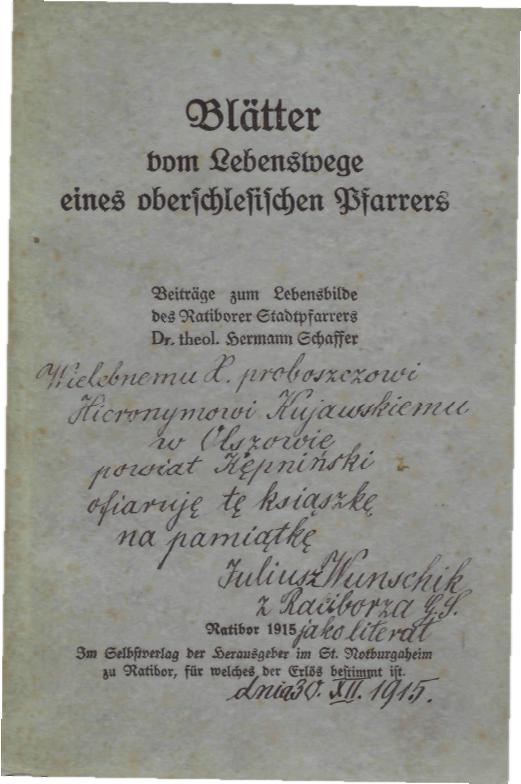 Blätter
vom Lebenswege
eines oberschlesischen Pfarrers
Beiträge zum Lebensbilde
des Ratiborer Stadtpfarrers
Dr. theol. Hermann Schaffer
Wielebnemu X. proboszczowi
Hieronymowi Kujawskiemu
w Olszowie
powiat Kępniński
ofiaruję tę książkę
na pamiątkę
Juliusz Wunschik
z Raciborza G.S.
Ratibor 1915 jako literat
Im Selbstverlag der Herausgeber im St. Notburgaheim
zu Ratibor, für welches der Erlös bestimmt ist.
dnia 30. XII. 1915.